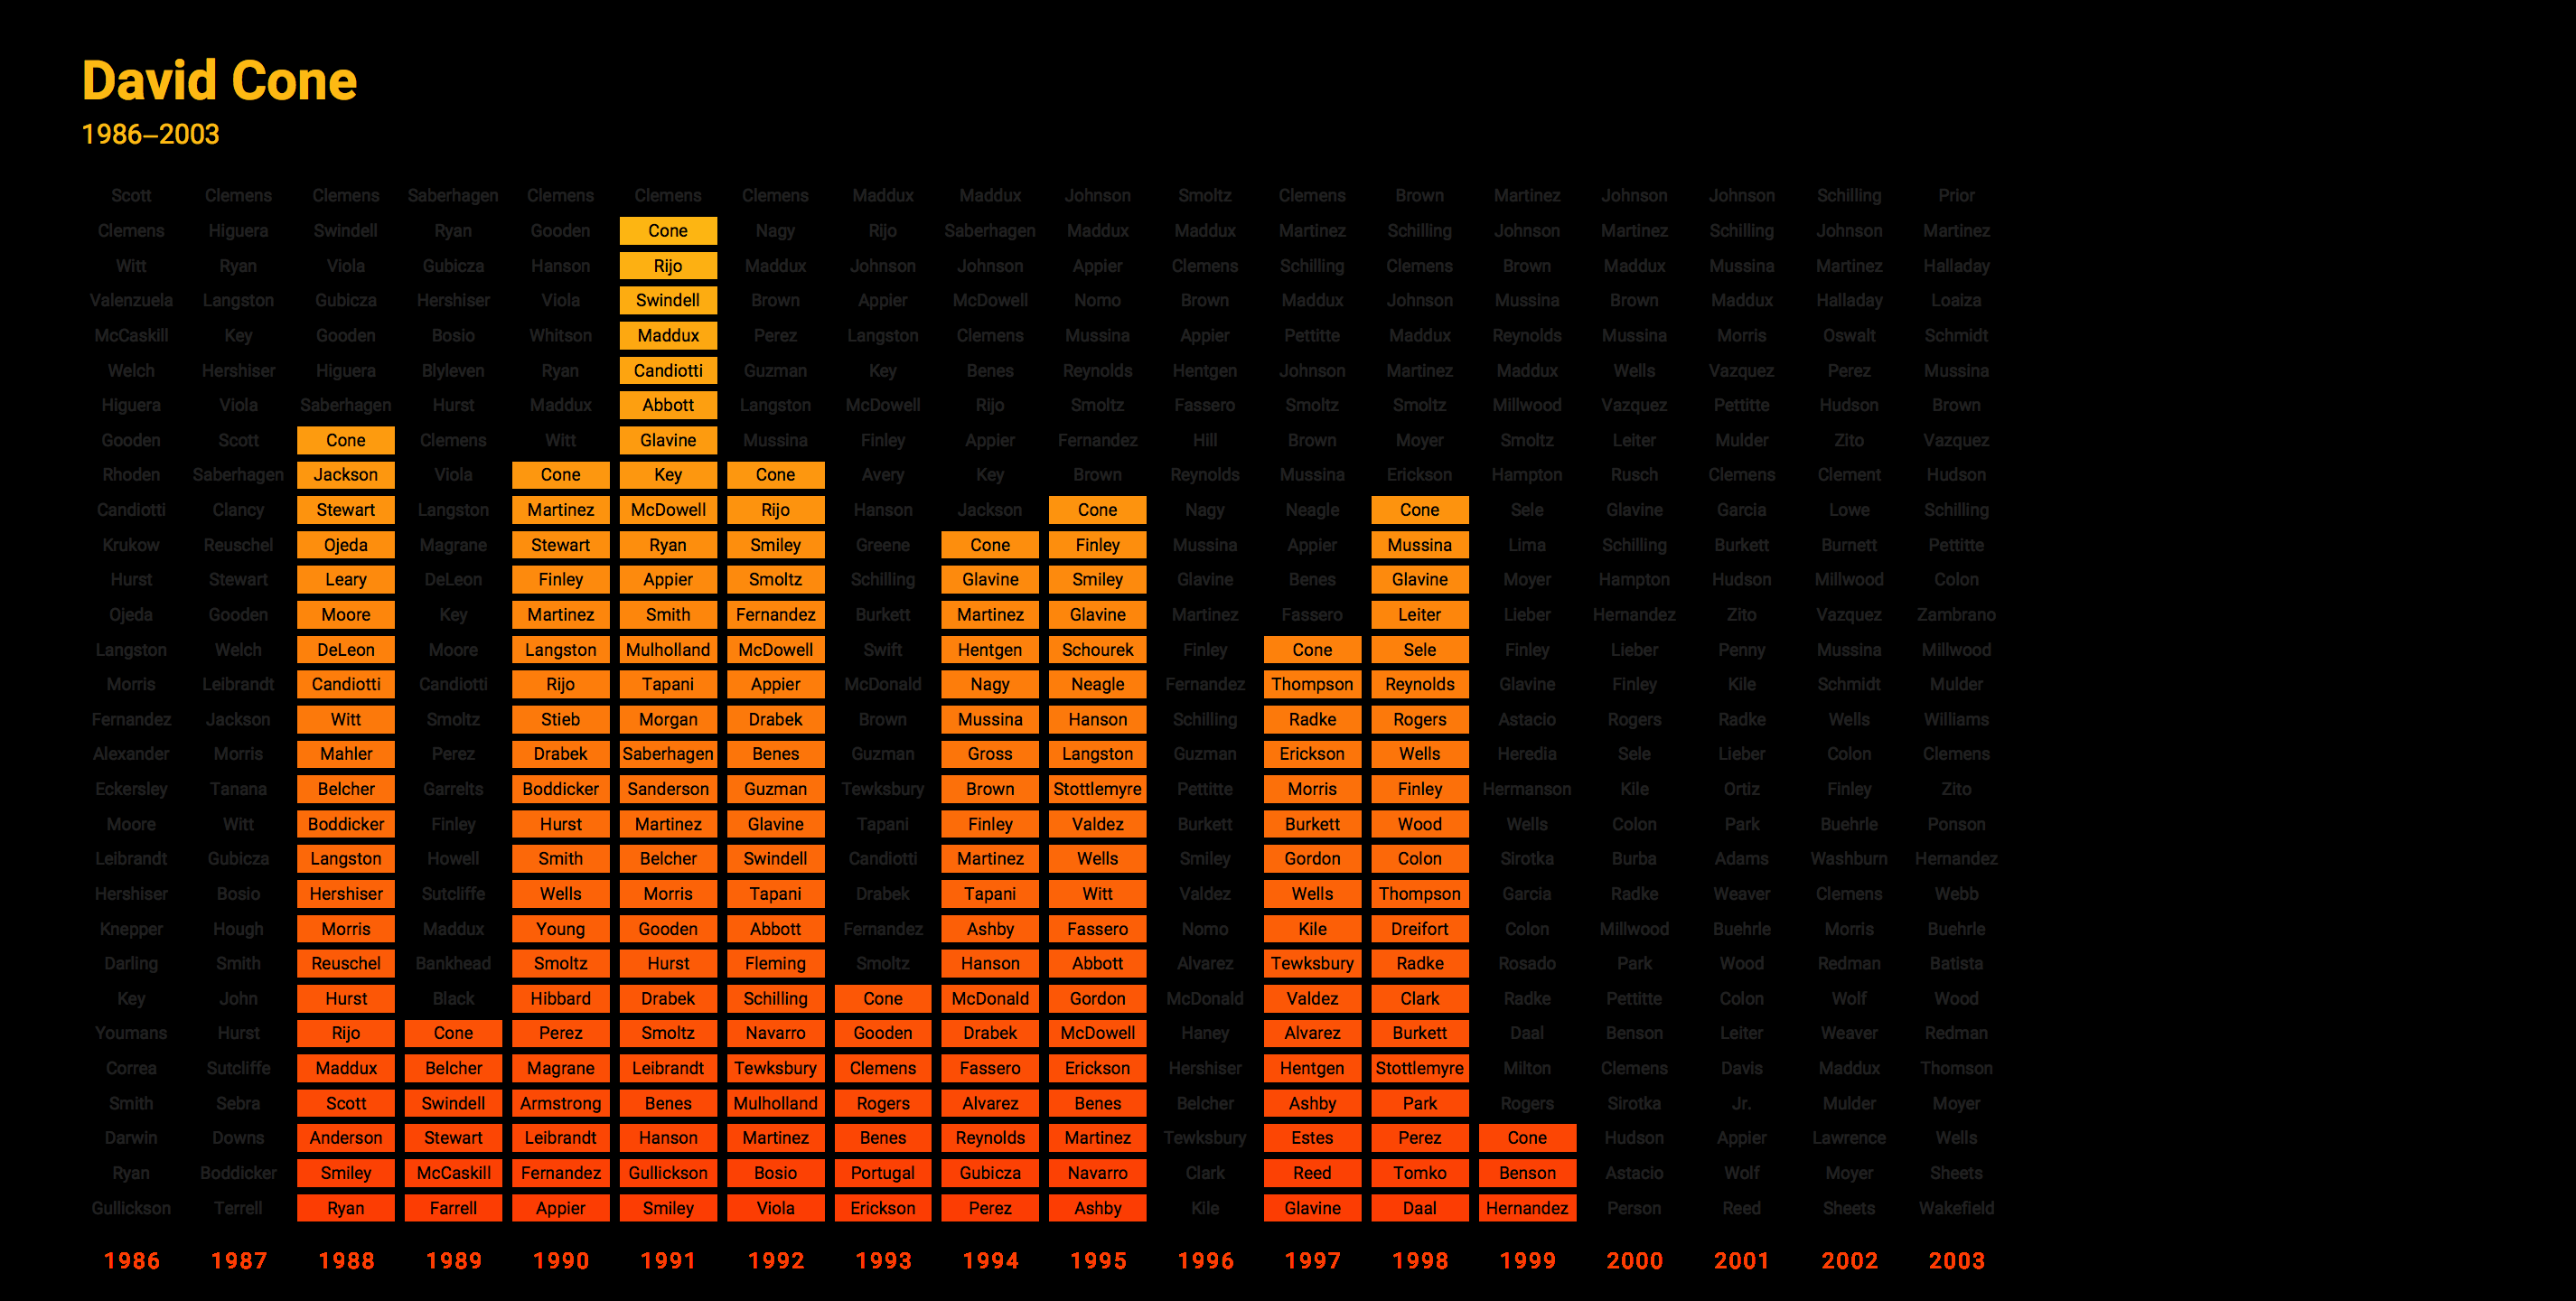 David Cone
1986–2003
Scott Clemens Clemens Saberhagen Clemens Clemens Clemens Maddux Maddux Johnson Smoltz Clemens Brown Martinez Johnson Johnson Schilling Prior
Clemens Higuera Swindell Ryan Gooden Cone Nagy Rijo Saberhagen Maddux Maddux Martinez Schilling Johnson Martinez Schilling Johnson Martinez
Witt Ryan Viola Gubicza Hanson Rijo Maddux Johnson Johnson Appier Clemens Schilling Clemens Brown Maddux Mussina Martinez Halladay
Valenzuela Langston Gubicza Hershiser Viola Swindell Brown Appier McDowell Nomo Brown Maddux Johnson Mussina Brown Maddux Halladay Loaiza
McCaskill Key Gooden Bosio Whitson Maddux Perez Langston Clemens Mussina Appier Pettitte Maddux Reynolds Mussina Morris Oswalt Schmidt
Welch Hershiser Higuera Blyleven Ryan Candiotti Guzman Key Benes Reynolds Hentgen Johnson Martinez Maddux Wells Vazquez Perez Mussina
Higuera Viola Saberhagen Hurst Maddux Abbott Langston McDowell Rijo Smoltz Fassero Smoltz Smoltz Millwood Vazquez Pettitte Hudson Brown
Gooden Scott Cone Clemens Witt Glavine Mussina Finley Appier Fernandez Hill Brown Moyer Smoltz Leiter Mulder Zito Vazquez
Rhoden Saberhagen Jackson Viola Cone Key Cone Avery Key Brown Reynolds Mussina Erickson Hampton Rusch Clemens Clement Hudson
Candiotti Clancy Stewart Langston Martinez McDowell Rijo Hanson Jackson Cone Nagy Neagle Cone Sele Glavine Garcia Lowe Schilling
Krukow Reuschel Ojeda Magrane Stewart Ryan Smiley Greene Cone Finley Mussina Appier Mussina Lima Schilling Burkett Burnett Pettitte
Hurst Stewart Leary DeLeon Finley Appier Smoltz Schilling Glavine Smiley Glavine Benes Glavine Moyer Hampton Hudson Millwood Colon
Ojeda Gooden Moore Key Martinez Smith Fernandez Burkett Martinez Glavine Martinez Fassero Leiter Lieber Hernandez Zito Vazquez Zambrano
Langston Welch DeLeon Moore Langston Mulholland McDowell Swift Hentgen Schourek Finley Cone Sele Finley Lieber Penny Mussina Millwood
Morris Leibrandt Candiotti Candiotti Rijo Tapani Appier McDonald Nagy Neagle Fernandez Thompson Reynolds Glavine Finley Kile Schmidt Mulder
Fernandez Jackson Witt Smoltz Stieb Morgan Drabek Brown Mussina Hanson Schilling Radke Rogers Astacio Rogers Radke Wells Williams
Alexander Morris Mahler Perez Drabek Saberhagen Benes Guzman Gross Langston Guzman Erickson Wells Heredia Sele Lieber Colon Clemens
Eckersley Tanana Belcher Garrelts Boddicker Sanderson Guzman Tewksbury Brown Stottlemyre Pettitte Morris Finley Hermanson Kile Ortiz Finley Zito
Moore Witt Boddicker Finley Hurst Martinez Glavine Tapani Finley Valdez Burkett Burkett Wood Wells Colon Park Buehrle Ponson
Leibrandt Gubicza Langston Howell Smith Belcher Swindell Candiotti Martinez Wells Smiley Gordon Colon Sirotka Burba Adams Washburn Hernandez
Hershiser Bosio Hershiser Sutcliffe Wells Morris Tapani Drabek Tapani Witt Valdez Wells Thompson Garcia Radke Weaver Clemens Webb
Knepper Hough Morris Maddux Young Gooden Abbott Fernandez Ashby Fassero Nomo Kile Dreifort Colon Millwood Buehrle Morris Buehrle
Darling Smith Reuschel Bankhead Smoltz Hurst Fleming Smoltz Hanson Abbott Alvarez Tewksbury Radke Rosado Park Wood Redman Batista
Key John Hurst Black Hibbard Drabek Schilling Cone McDonald Gordon McDonald Valdez Clark Radke Pettitte Colon Wolf Wood
Youmans Hurst Rijo Cone Perez Smoltz Navarro Gooden Drabek McDowell Haney Alvarez Burkett Daal Benson Leiter Weaver Redman
Correa Sutcliffe Maddux Belcher Magrane Leibrandt Tewksbury Clemens Fassero Erickson Hershiser Hentgen Stottlemyre Milton Clemens Davis Maddux Thomson
Smith Sebra Scott Swindell Armstrong Benes Mulholland Rogers Alvarez Benes Belcher Ashby Park Rogers Sirotka Jr. Mulder Moyer
Darwin Downs Anderson Stewart Leibrandt Hanson Martinez Benes Reynolds Martinez Tewksbury Estes Perez Cone Hudson Appier Lawrence Wells
Ryan Boddicker Smiley McCaskill Fernandez Gullickson Bosio Portugal Gubicza Navarro Clark Reed Tomko Benson Astacio Wolf Moyer Sheets
Gullickson Terrell Ryan Farrell Appier Smiley Viola Erickson Perez Ashby Kile Glavine Daal Hernandez Person Reed Sheets Wakefield
1986 1987 1988 1989 1990 1991 1992 1993 1994 1995 1996 1997 1998 1999 2000 2001 2002 2003